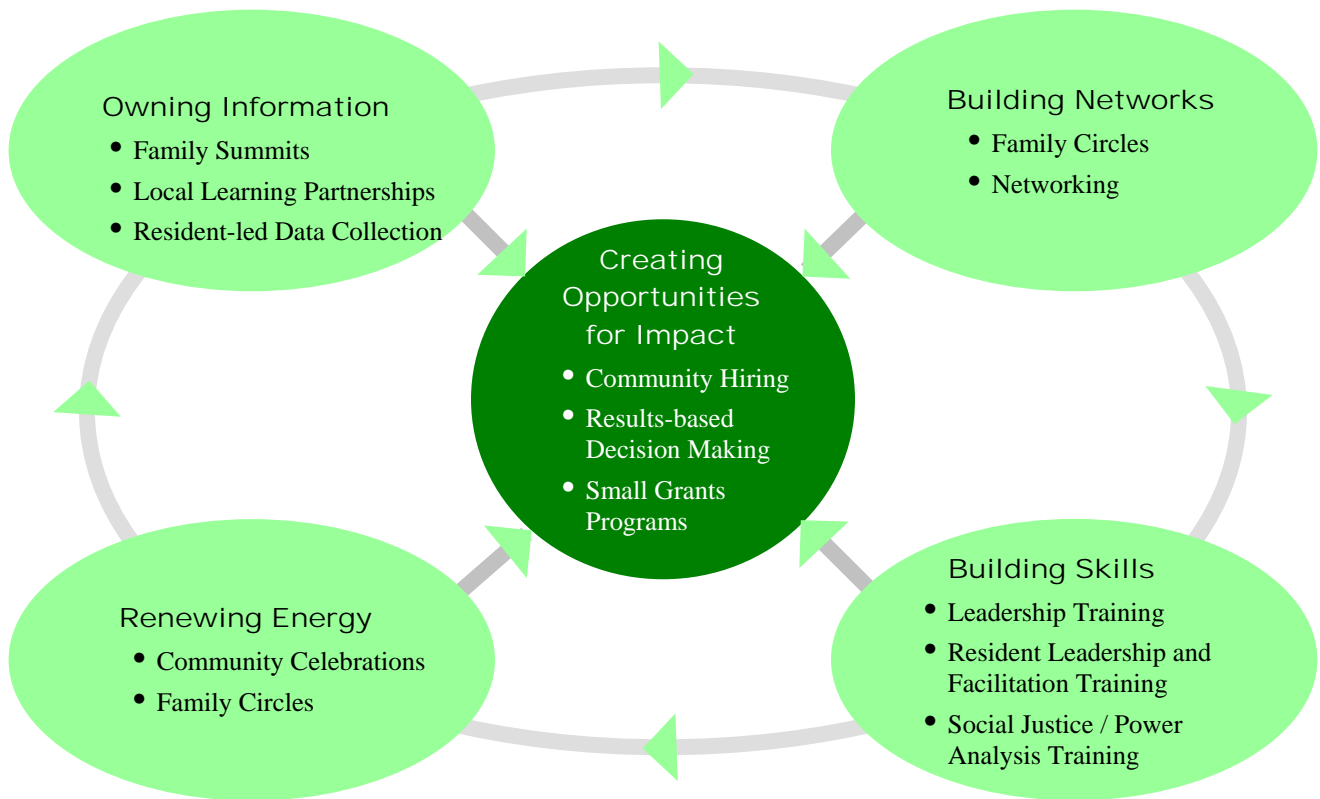 Owning Information
• Family Summits
• Local Learning Partnerships
• Resident-led Data Collection
Building Networks
• Family Circles
• Networking
Creating
Opportunities
for Impact
• Community Hiring
• Results-based
Decision Making
• Small Grants
Programs
Renewing Energy
• Community Celebrations
• Family Circles
Building Skills
• Leadership Training
• Resident Leadership and
Facilitation Training
• Social Justice / Power
Analysis Training